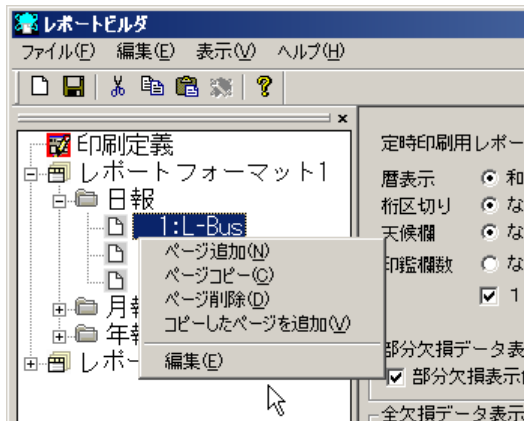 レポートビルダ
ファイル(F) 編集(E) 表示(V) ヘルプ(H)
印刷定義
レポートフォーマット1
日報
1:L-Bus
ページ追加(N)
ページコピー(C)
ページ削除(D)
コピーしたページを追加(V)
編集(E)
月
年
レポ
定時印刷用レポー
暦表示 和
桁区切り な
天候欄 な
印鑑欄数 な
1
部分欠損データ表
部分欠損表示
全欠損データ表示